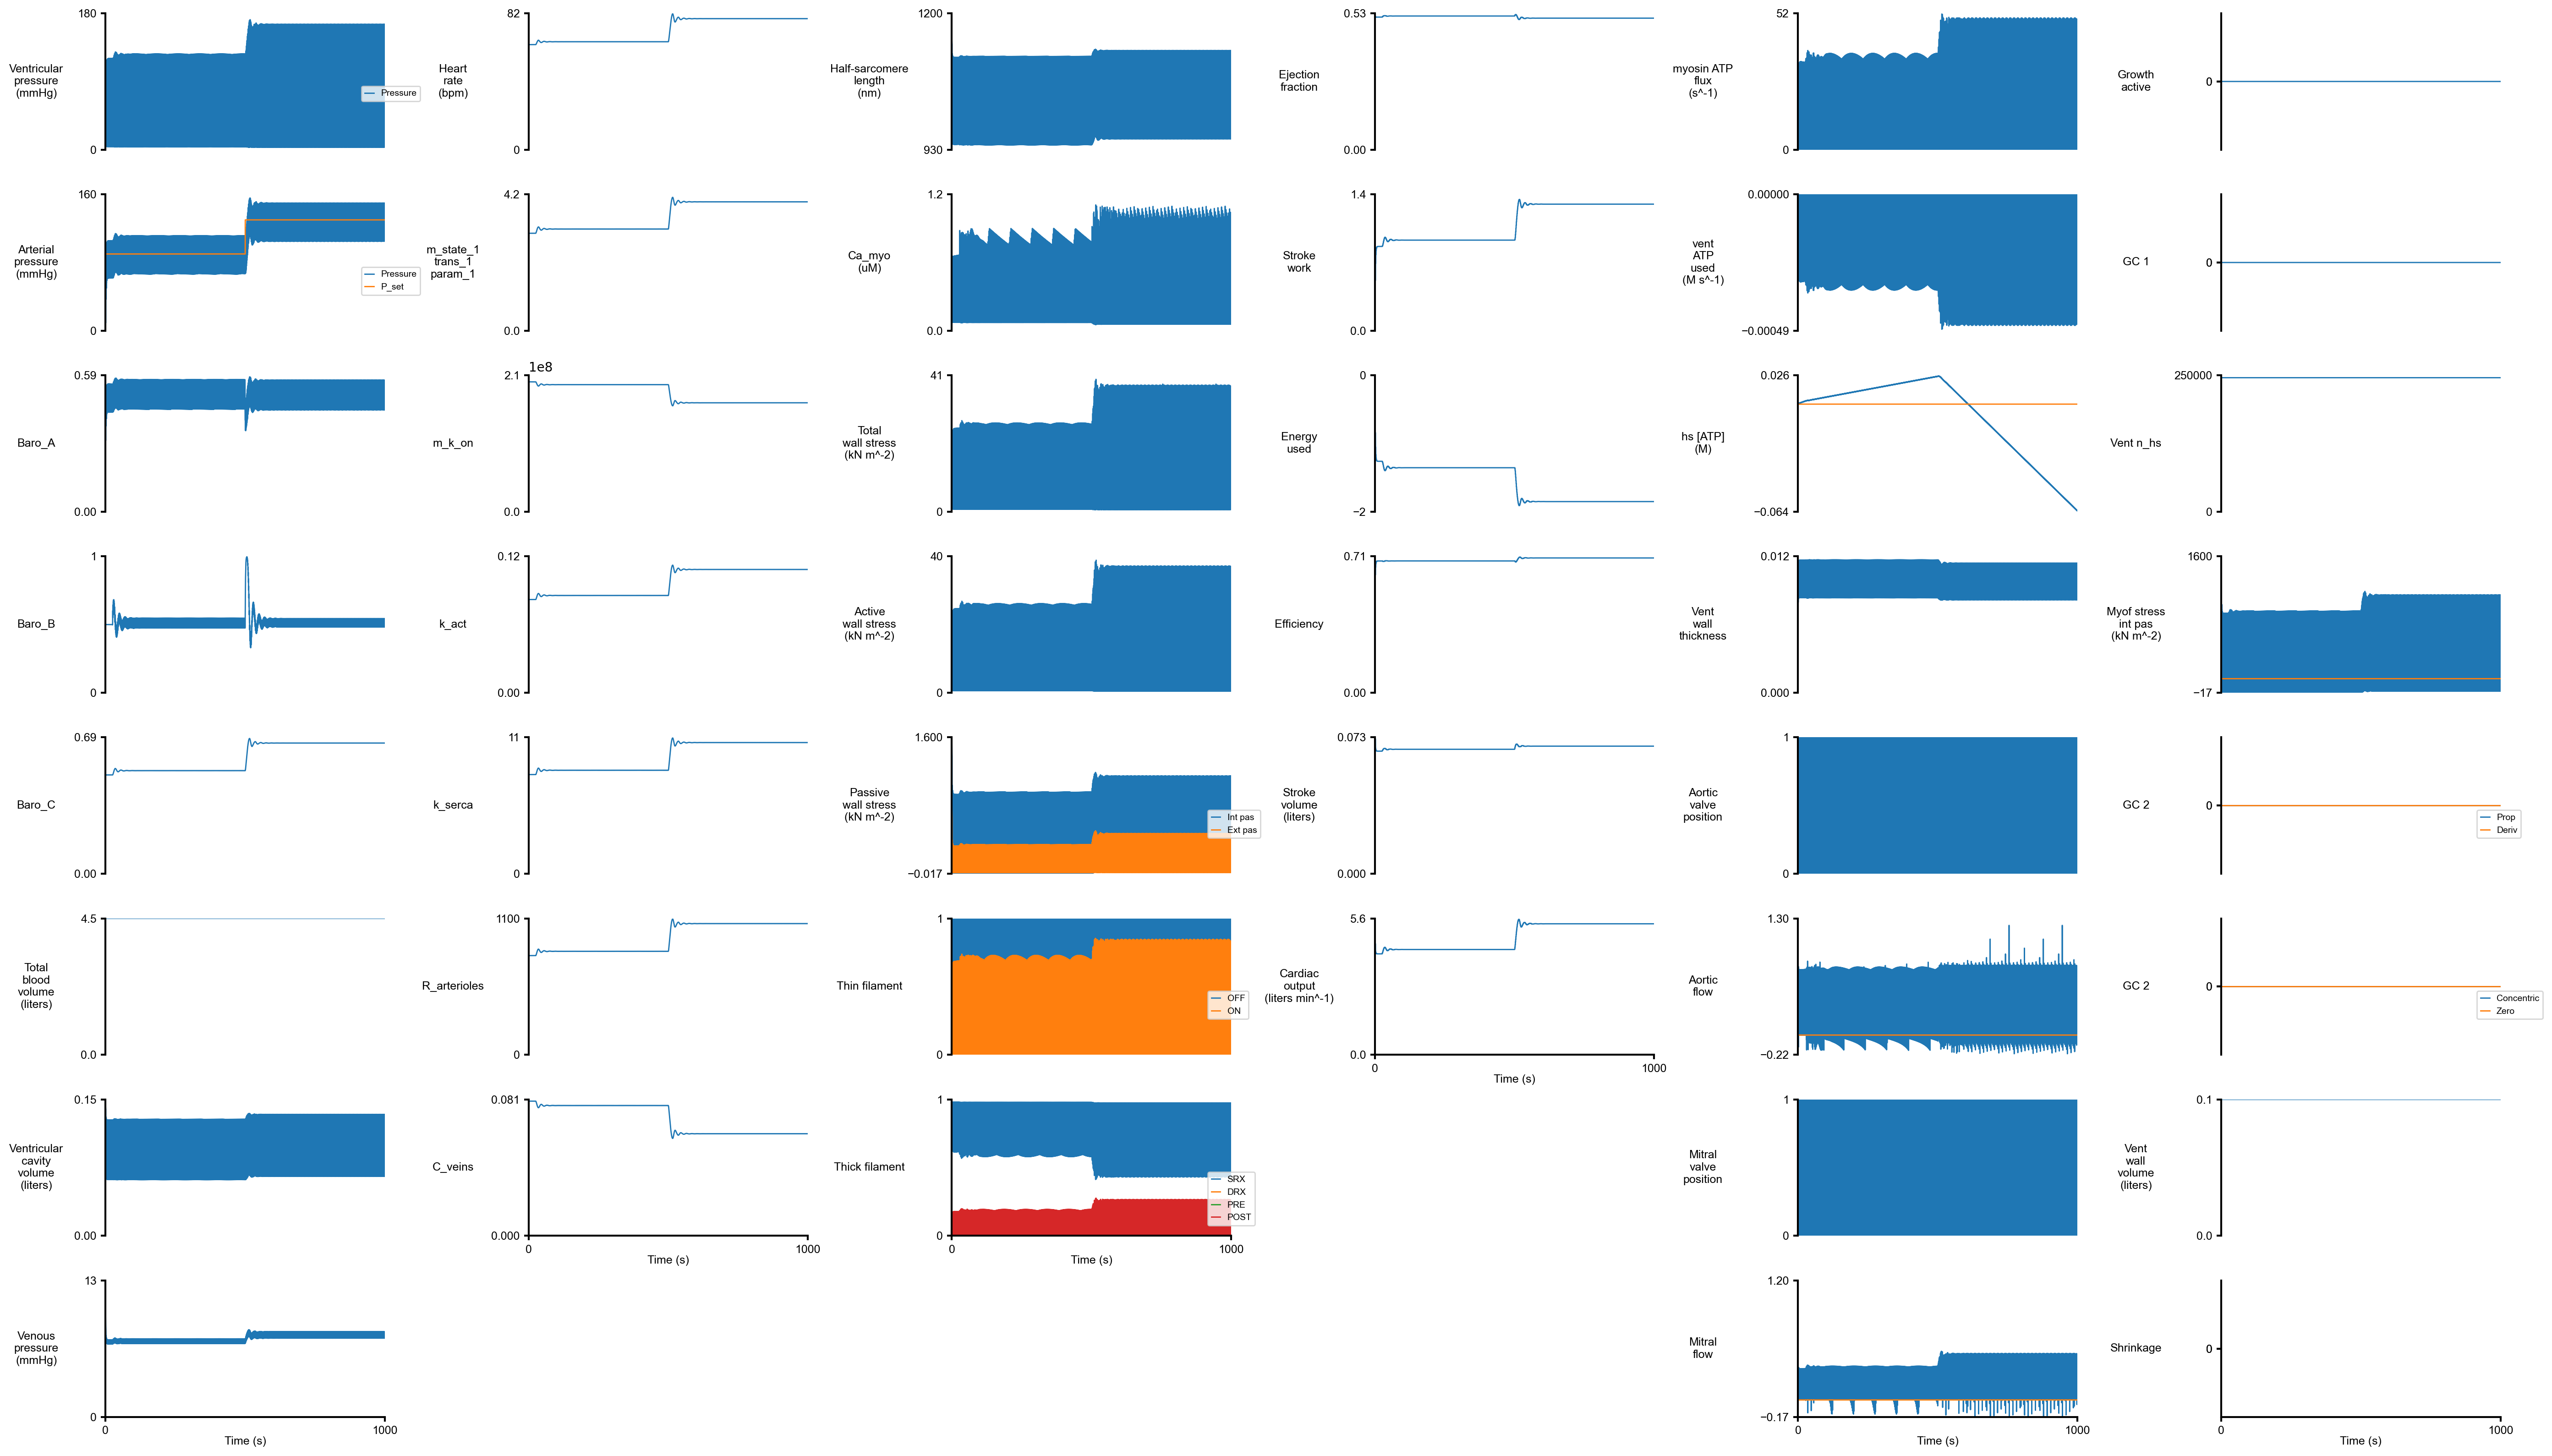 180
Ventricular
pressure
(mmHg)
0
Pressure
160
Arterial
pressure
(mmHg)
0
Pressure
P_set
0.59
Baro_A
0.00
1
Baro_B
0
0.69
Baro_C
0.00
4.5
Total
blood
volume
(liters)
0.0
0.15
Ventricular
cavity
volume
(liters)
0.00
13
Venous
pressure
(mmHg)
0
0
1000
Time (s)
82
Heart
rate
(bpm)
0
4.2
m_state_1
trans_1
param_1
0.0
1e8
2.1
m_k_on
0.0
0.12
k_act
0.00
11
k_serca
0
1100
R_arterioles
0
0.081
C_veins
0.000
0
1000
Time (s)
1200
Half-sarcomere
length
(nm)
930
1.2
Ca_myo
(uM)
0.0
41
Total
wall stress
(kN m^-2)
0
40
Active
wall stress
(kN m^-2)
0
1.600
Passive
wall stress
(kN m^-2)
−0.017
Int pas
Ext pas
1
Thin filament
0
OFF
ON
1
Thick filament
0
SRX
DRX
PRE
POST
0
1000
Time (s)
0.53
Ejection
fraction
0.00
1.4
Stroke
work
0.0
0
Energy
used
−2
0.71
Efficiency
0.00
0.073
Stroke
volume
(liters)
0.000
5.6
Cardiac
output
(liters min^-1)
0.0
0
1000
Time (s)
52
myosin ATP
flux
(s^-1)
0
0.00000
vent
ATP
used
(M s^-1)
−0.00049
0.026
hs [ATP]
(M)
−0.064
0.012
Vent
wall
thickness
0.000
1
Aortic
valve
position
0
1.30
Aortic
flow
−0.22
1
Mitral
valve
position
0
1.20
Mitral
flow
−0.17
0
1000
Time (s)
Growth
active
0
GC 1
0
250000
Vent n_hs
0
1600
Myof stress
int pas
(kN m^-2)
−17
GC 2
0
Prop
Deriv
GC 2
0
Concentric
Zero
0.1
Vent
wall
volume
(liters)
0.0
Shrinkage
0
0
1000
Time (s)